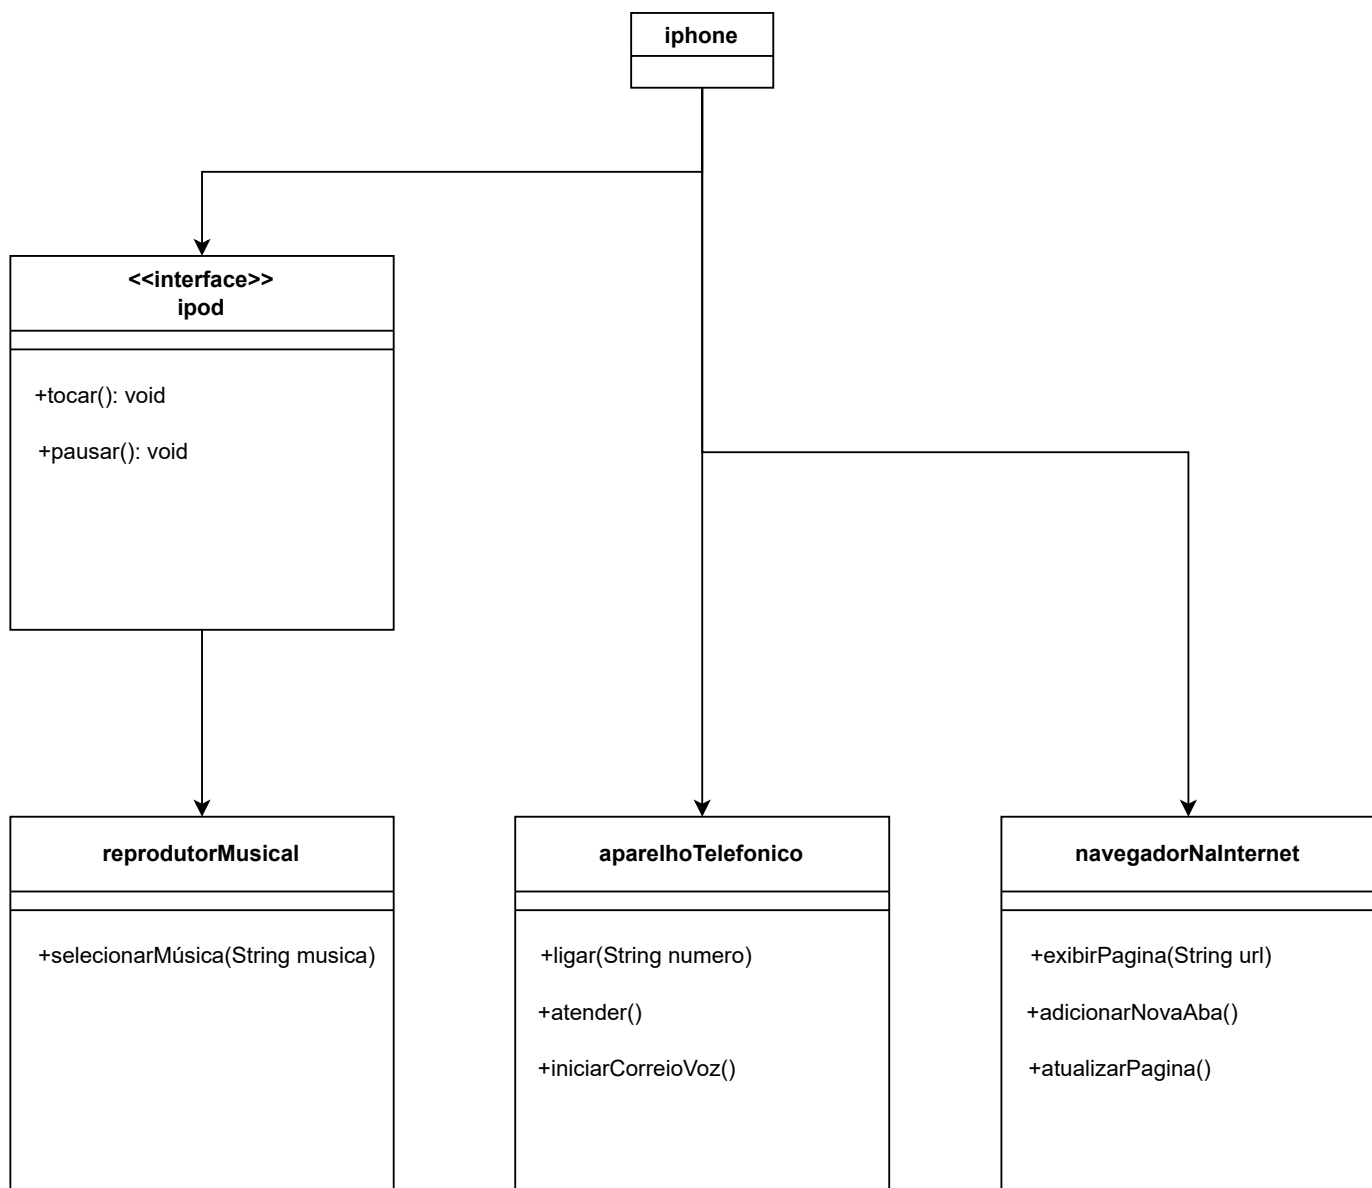 iphone
<<interface>>
ipod
+tocar(): void
+pausar(): void
reprodutorMusical
+selecionarMúsica(String musica)
aparelhoTelefonico
+ligar(String numero)
+atender()
+iniciarCorreioVoz()
navegadorNaInternet
+exibirPagina(String url)
+adicionarNovaAba()
+atualizarPagina()